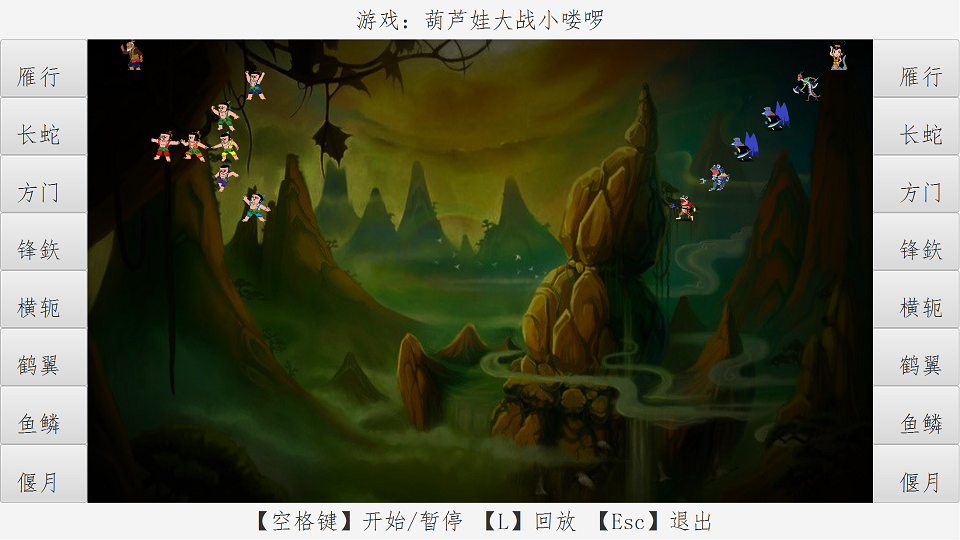 游戏：葫芦娃大战小喽啰
雁行
长蛇
方门
锋鉃
横轭
鹤翼
鱼鳞
偃月
雁行
长蛇
方门
锋鉃
横轭
鹤翼
鱼鳞
偃月
【空格键】开始/暂停 【L】回放 【Esc】退出